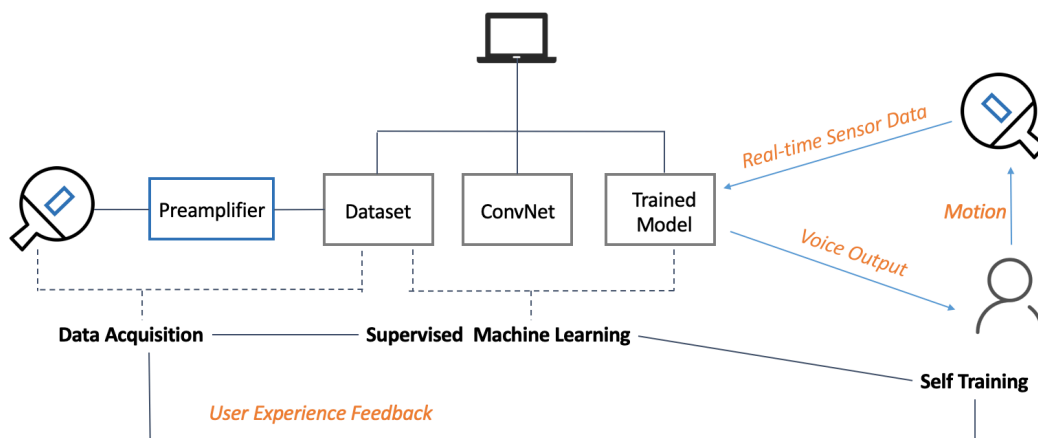 Real-time Sensor Data
Preamplifier
Dataset
ConvNet
Trained
Model
Motion
Voice Output
Data Acquisition
Supervised Machine Learning
Self Training
User Experience Feedback